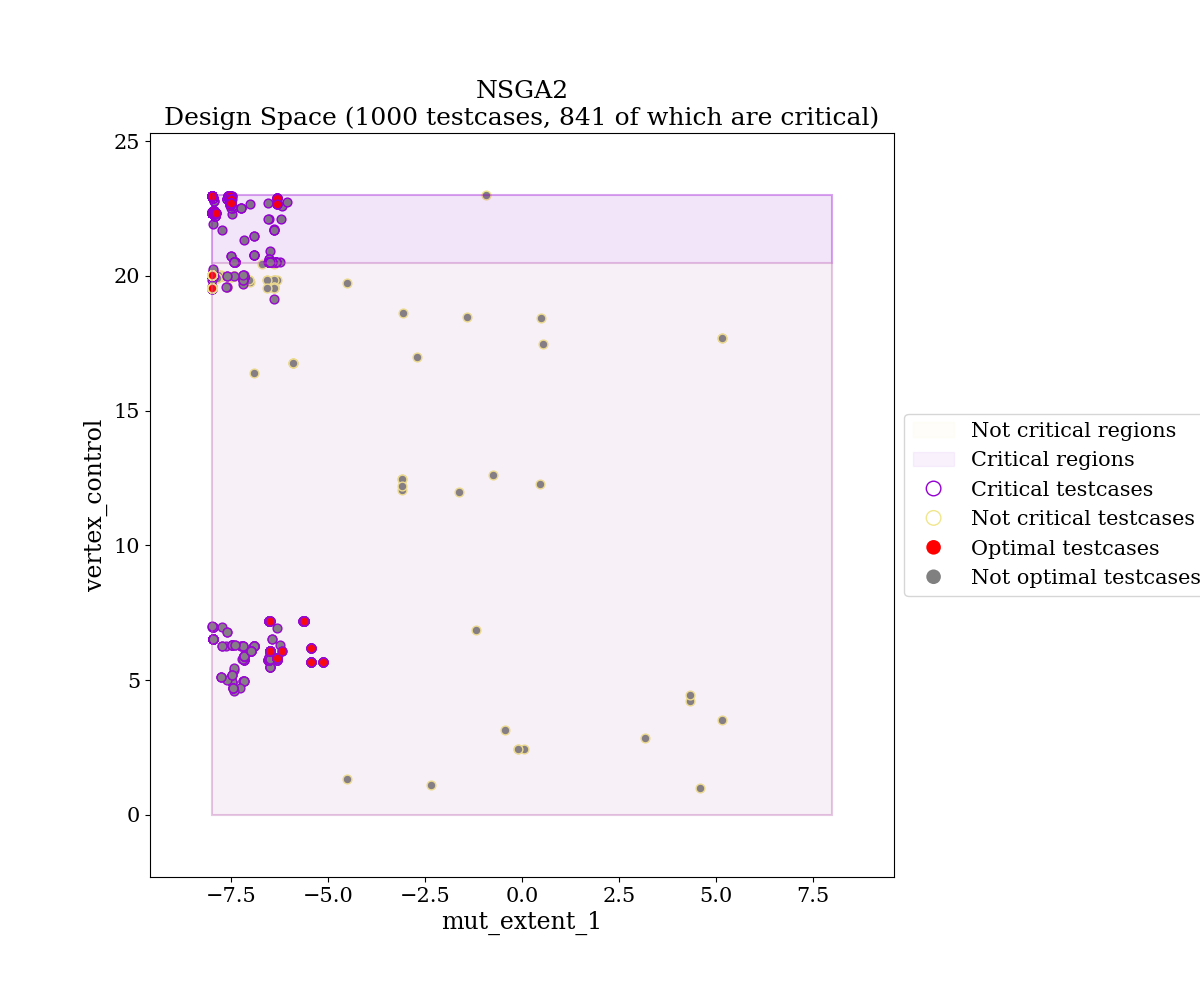 NSGA2
Design Space (1000 testcases, 841 of which are critical)
25
20
15
10
5
0
vertex_control
−7.5
−5.0
−2.5
0.0
2.5
5.0
7.5
mut_extent_1
Not critical regions
Critical regions
Critical testcases
Not critical testcases
Optimal testcases
Not optimal testcases